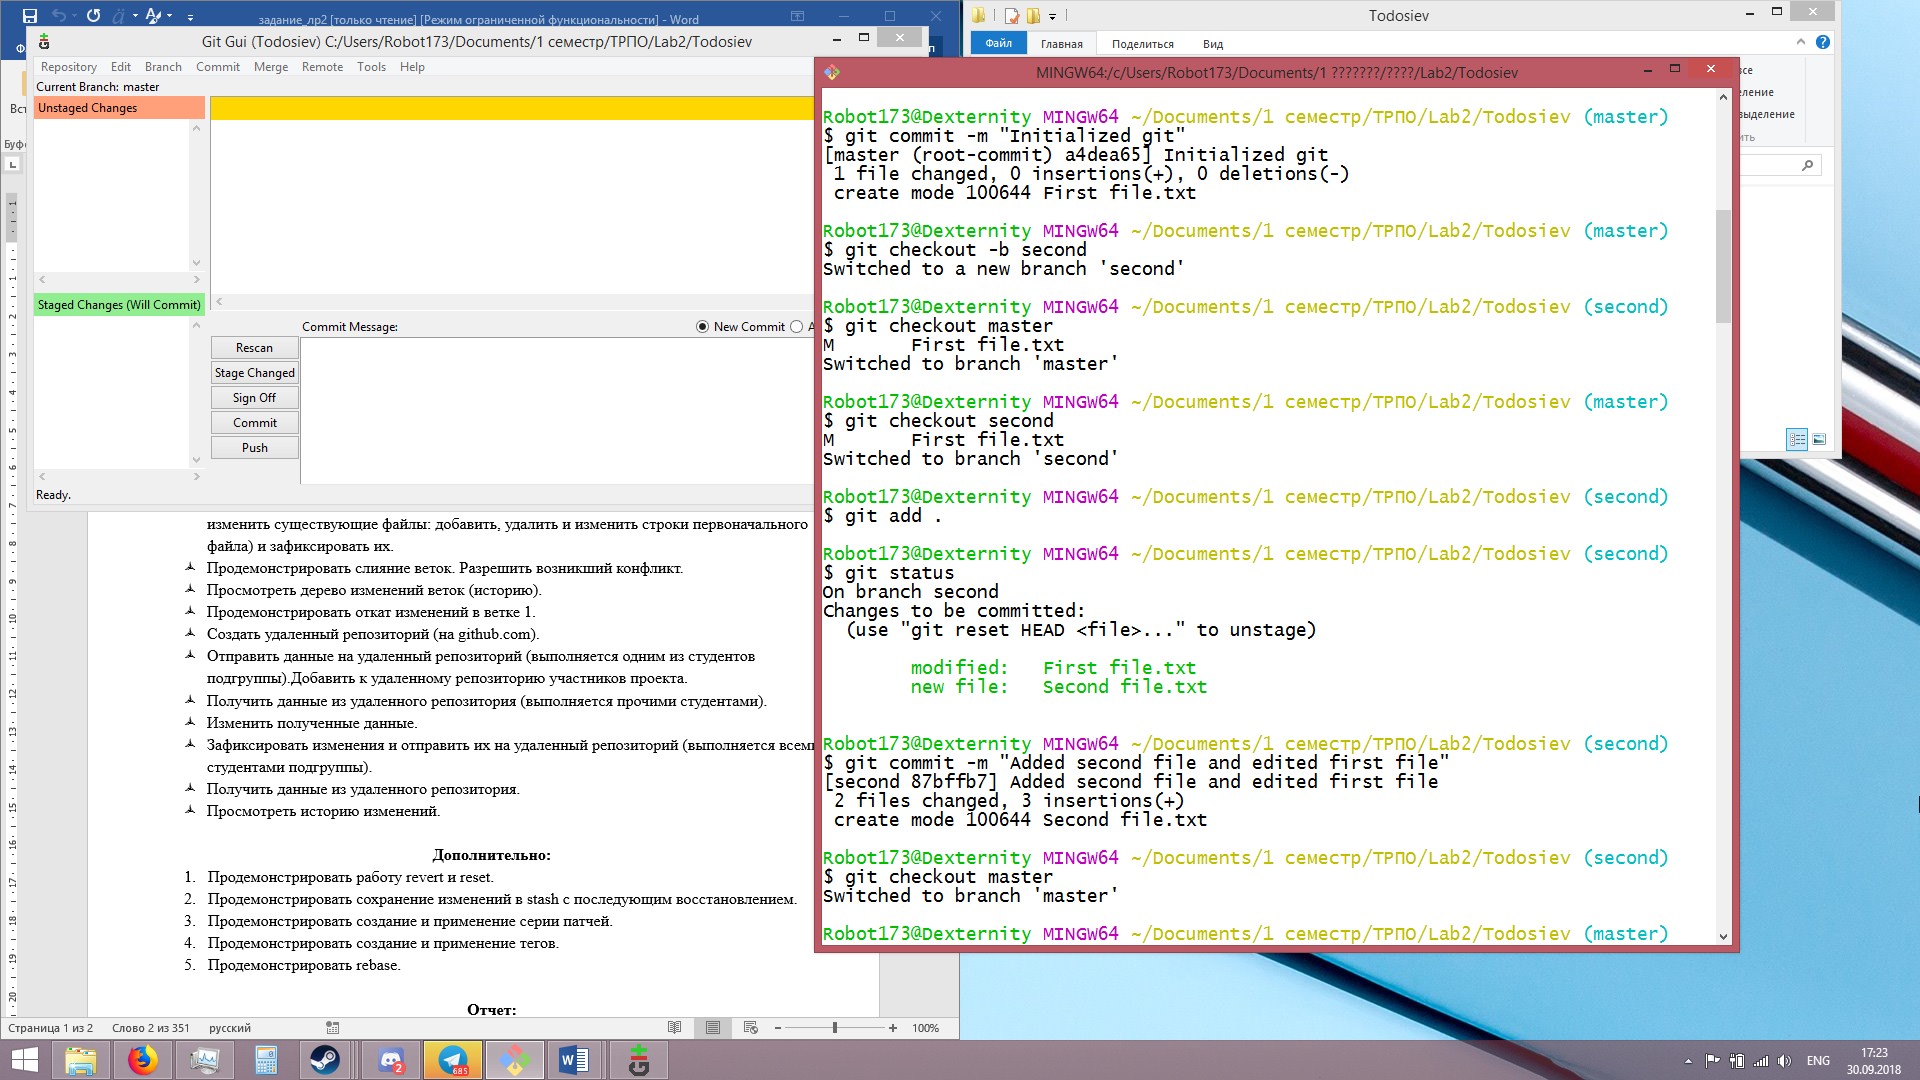 задание_лр2 [только чтение] [Режим ограниченной функциональности] - Word
Git Gui (Todosiev) C:/Users/Robot173/Documents/1 семестр/ТРПО/Lab2/Todosiev
Repository Edit Branch Commit Merge Remote Tools Help
Current Branch: master
Unstaged Changes
Staged Changes (Will Commit)
Commit Message:
New Commit
Rescan
Stage Changed
Sign Off
Commit
Push
Ready.
изменить существующие файлы: добавить, удалить и изменить строки первоначального
файла) и зафиксировать их.
Продемонстрировать слияние веток. Разрешить возникший конфликт.
Просмотреть дерево изменений веток (историю).
Продемонстрировать откат изменений в ветке 1.
Создать удаленный репозиторий (на github.com).
Отправить данные на удаленный репозиторий (выполняется одним из студентов
подгруппы).Добавить к удаленному репозиторию участников проекта.
Получить данные из удаленного репозитория (выполняется прочими студентами).
Изменить полученные данные.
Зафиксировать изменения и отправить их на удаленный репозиторий (выполняется всем
студентами подгруппы).
Получить данные из удаленного репозитория.
Просмотреть историю изменений.
Дополнительно:
1. Продемонстрировать работу revert и reset.
2. Продемонстрировать сохранение изменений в stash с последующим восстановлением.
3. Продемонстрировать создание и применение серии патчей.
4. Продемонстрировать создание и применение тегов.
5. Продемонстрировать rebase.
Отчет:
Страница 1 из 2 Слово 2 из 351 русский 100%
Todosiev
Файл Главная Поделиться Вид
все
еление
выделение
ить
MINGW64:/c/Users/Robot173/Documents/1 ???????/????/Lab2/Todosiev
Robot173@Dexternity MINGW64 ~/Documents/1 семестр/ТРПО/Lab2/Todosiev (master)
$ git commit -m "Initialized git"
[master (root-commit) a4dea65] Initialized git
1 file changed, 0 insertions(+), 0 deletions(-)
create mode 100644 First file.txt
Robot173@Dexternity MINGW64 ~/Documents/1 семестр/ТРПО/Lab2/Todosiev (master)
$ git checkout -b second
Switched to a new branch 'second'
Robot173@Dexternity MINGW64 ~/Documents/1 семестр/ТРПО/Lab2/Todosiev (second)
$ git checkout master
M First file.txt
Switched to branch 'master'
Robot173@Dexternity MINGW64 ~/Documents/1 семестр/ТРПО/Lab2/Todosiev (master)
$ git checkout second
M First file.txt
Switched to branch 'second'
Robot173@Dexternity MINGW64 ~/Documents/1 семестр/ТРПО/Lab2/Todosiev (second)
$ git add .
Robot173@Dexternity MINGW64 ~/Documents/1 семестр/ТРПО/Lab2/Todosiev (second)
$ git status
On branch second
Changes to be committed:
(use "git reset HEAD <file>..." to unstage)
modified: First file.txt
new file: Second file.txt
Robot173@Dexternity MINGW64 ~/Documents/1 семестр/ТРПО/Lab2/Todosiev (second)
$ git commit -m "Added second file and edited first file"
[second 87bffb7] Added second file and edited first file
2 files changed, 3 insertions(+)
create mode 100644 Second file.txt
Robot173@Dexternity MINGW64 ~/Documents/1 семестр/ТРПО/Lab2/Todosiev (second)
$ git checkout master
Switched to branch 'master'
Robot173@Dexternity MINGW64 ~/Documents/1 семестр/ТРПО/Lab2/Todosiev (master)
2
685
ENG
17:23
30.09.2018